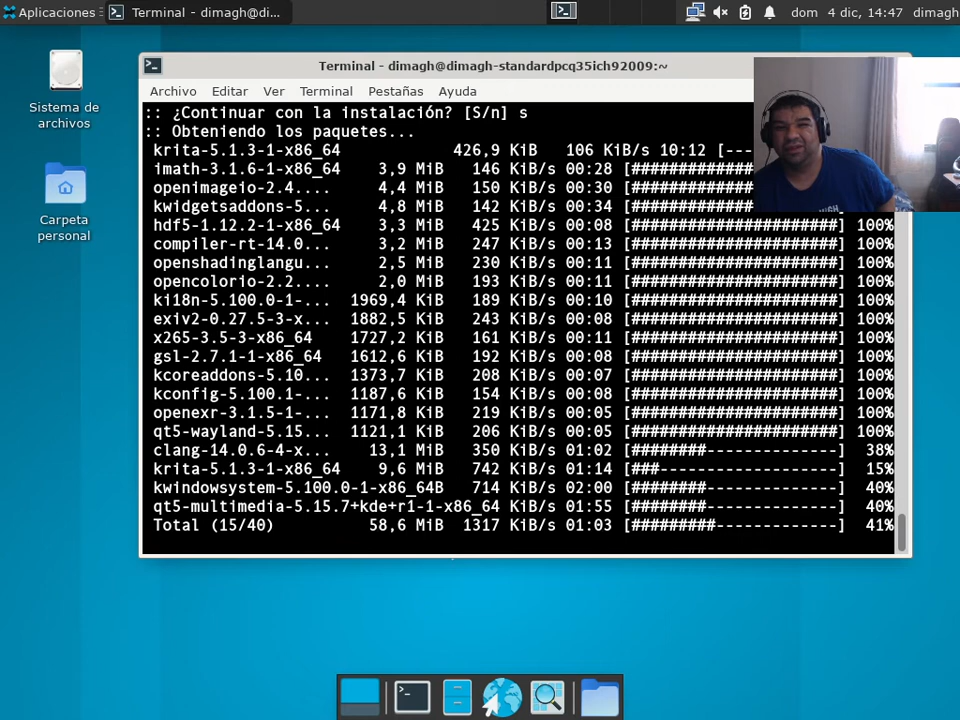 Aplicaciones
Terminal - dimagh@di...
dom 4 dic, 14:47
dimagh
Sistema de
archivos
Carpeta
personal
Terminal - dimagh@dimagh-standardpcq35ich92009:~
Archivo Editar Ver Terminal Pestañas Ayuda
:: ¿Continuar con la instalación? [S/n] s
:: Obteniendo los paquetes...
krita-5.1.3-1-x86_64 426,9 KiB 106 KiB/s 10:12 [---
imath-3.1.6-1-x86_64 3,9 MiB 146 KiB/s 00:28 [#############
openimageio-2.4.... 4,4 MiB 150 KiB/s 00:30 [#############
kwidgetsaddons-5... 4,8 MiB 142 KiB/s 00:34 [#############
hdf5-1.12.2-1-x86_64 3,3 MiB 425 KiB/s 00:08 [######################] 100%
compiler-rt-14.0... 3,2 MiB 247 KiB/s 00:13 [######################] 100%
openshadinglangu... 2,5 MiB 230 KiB/s 00:11 [######################] 100%
opencolorio-2.2.... 2,0 MiB 193 KiB/s 00:11 [######################] 100%
ki18n-5.100.0-1-... 1969,4 KiB 189 KiB/s 00:10 [######################] 100%
exiv2-0.27.5-3-x... 1882,5 KiB 243 KiB/s 00:08 [######################] 100%
x265-3.5-3-x86_64 1727,2 KiB 161 KiB/s 00:11 [######################] 100%
gsl-2.7.1-1-x86_64 1612,6 KiB 192 KiB/s 00:08 [######################] 100%
kcoreaddons-5.10... 1373,7 KiB 208 KiB/s 00:07 [######################] 100%
kconfig-5.100.1-... 1187,6 KiB 154 KiB/s 00:08 [######################] 100%
openexr-3.1.5-1-... 1171,8 KiB 219 KiB/s 00:05 [######################] 100%
qt5-wayland-5.15... 1121,1 KiB 206 KiB/s 00:05 [######################] 100%
clang-14.0.6-4-x... 13,1 MiB 350 KiB/s 01:02 [########--------------] 38%
krita-5.1.3-1-x86_64 9,6 MiB 742 KiB/s 01:14 [###-------------------] 15%
kwindowsystem-5.100.0-1-x86_64B 714 KiB/s 02:00 [########--------------] 40%
qt5-multimedia-5.15.7+kde+r1-1-x86_64 KiB/s 01:55 [########--------------] 40%
Total (15/40) 58,6 MiB 1317 KiB/s 01:03 [#########-------------] 41%